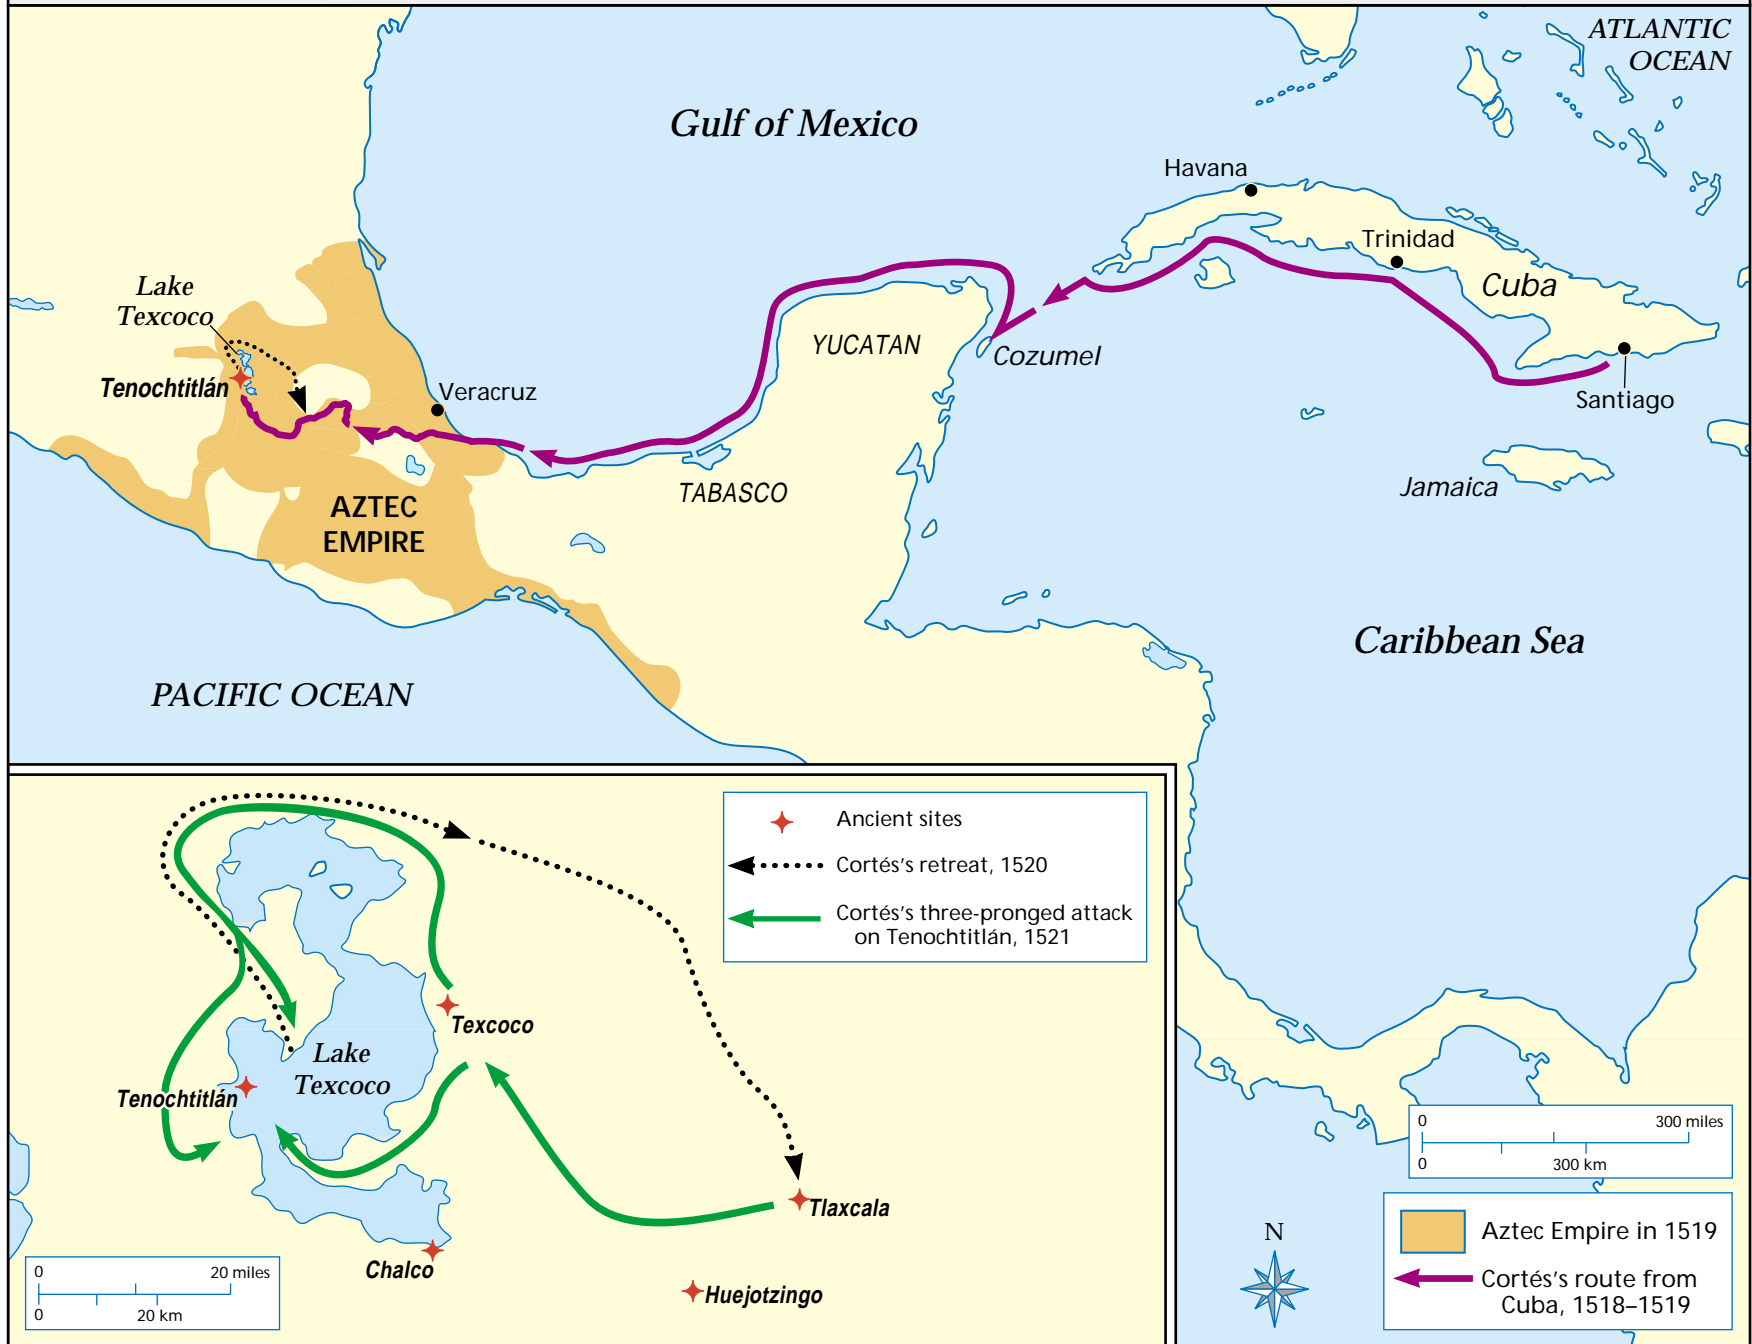 ATLANTIC
OCEAN
Gulf of Mexico
Havana
Trinidad
Cuba
Santiago
Lake
Texcoco
Tenochtitlán
Veracruz
YUCATAN
Cozumel
TABASCO
Jamaica
AZTEC
EMPIRE
Caribbean Sea
PACIFIC OCEAN
Ancient sites
Cortés's retreat, 1520
Cortés's three-pronged attack
on Tenochtitlán, 1521
Texcoco
Lake
Texcoco
Tenochtitlán
Tlaxcala
Chalco
Huejotzingo
0 20 miles
0 20 km
0 300 miles
0 300 km
N
Aztec Empire in 1519
Cortés's route from
Cuba, 1518–1519